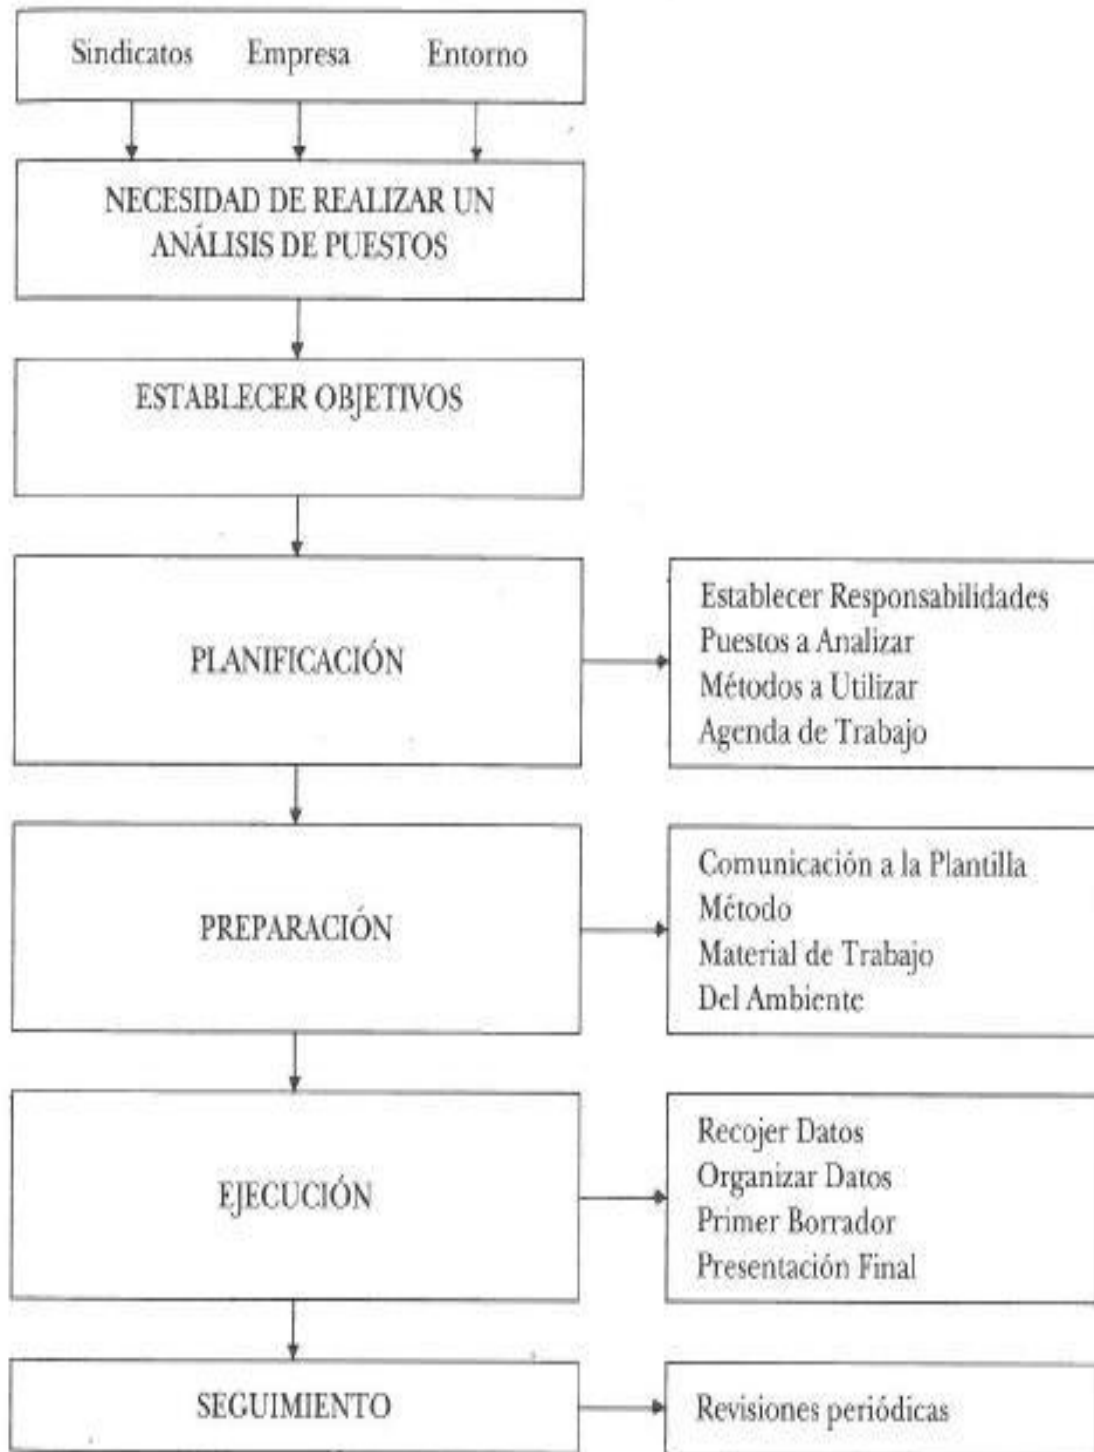 Sindicatos Empresa Entorno
NECESIDAD DE REALIZAR UN
ANÁLISIS DE PUESTOS
ESTABLECER OBJETIVOS
PLANIFICACIÓN
Establecer Responsabilidades
Puestos a Analizar
Métodos a Utilizar
Agenda de Trabajo
PREPARACIÓN
Comunicación a la Plantilla
Método
Material de Trabajo
Del Ambiente
EJECUCIÓN
Recojer Datos
Organizar Datos
Primer Borrador
Presentación Final
SEGUIMIENTO
Revisiones periódicas